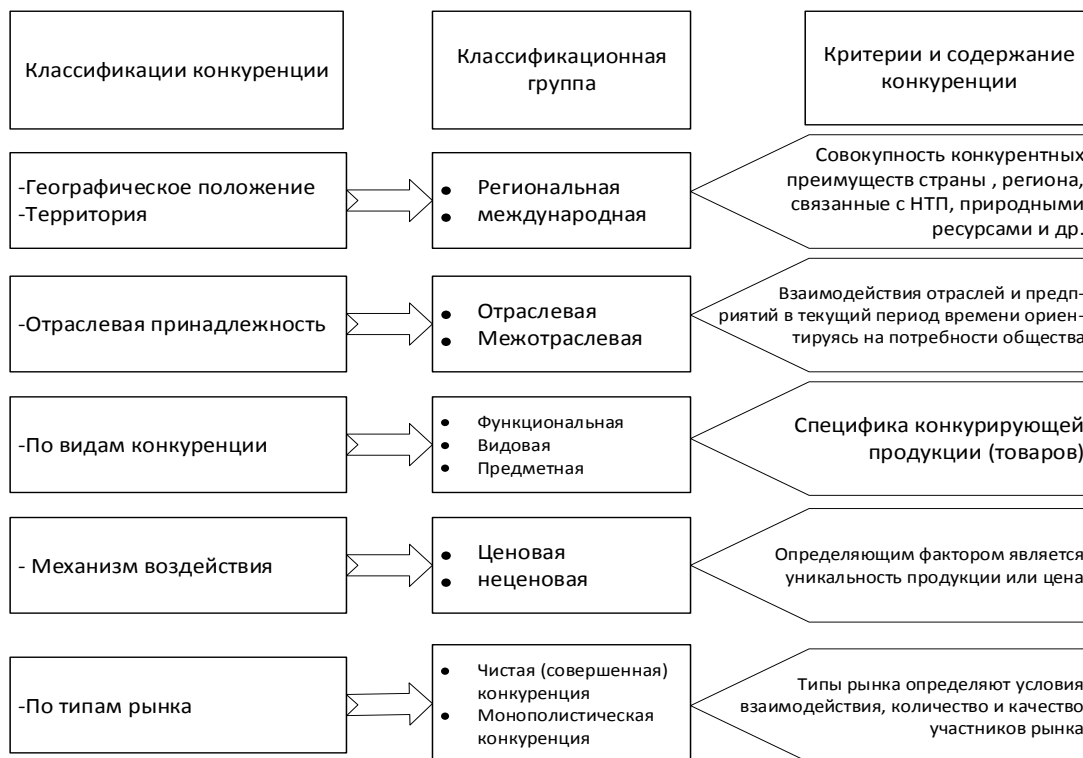 Классификации конкуренции
Классификационная
группа
Критерии и содержание
конкуренции
-Географическое положение
-Территория
• Региональная
• международная
Совокупность конкурентных
преимуществ страны , региона,
связанные с НТП, природными
ресурсами и др.
-Отраслевая принадлежность
• Отраслевая
• Межотраслевая
Взаимодействия отраслей и предп-
риятий в текущий период времени ориен-
тируясь на потребности общества
-По видам конкуренции
• Функциональная
• Видовая
• Предметная
Специфика конкурирующей
продукции (товаров)
- Механизм воздействия
• Ценовая
• неценовая
Определяющим фактором является
уникальность продукции или цена
-По типам рынка
• Чистая (совершенная)
конкуренция
• Монополистическая
конкуренция
Типы рынка определяют условия
взаимодействия, количество и качество
участников рынка